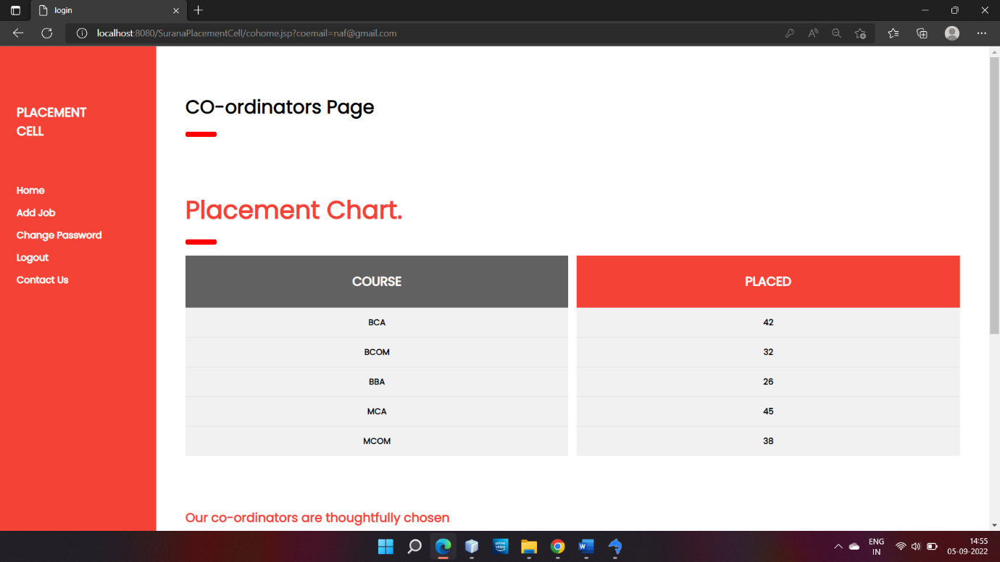 login
localhost:8080/SuranaPlacementCell/cohome.jsp?coemail=naf@gmail.com
PLACEMENT
CELL
Home
Add Job
Change Password
Logout
Contact Us
CO-ordinators Page
Placement Chart.
COURSE PLACED
BCA 42
BCOM 32
BBA 26
MCA 45
MCOM 38
Our co-ordinators are thoughtfully chosen
prime video
W
ENG
IN
14:55
05-09-2022